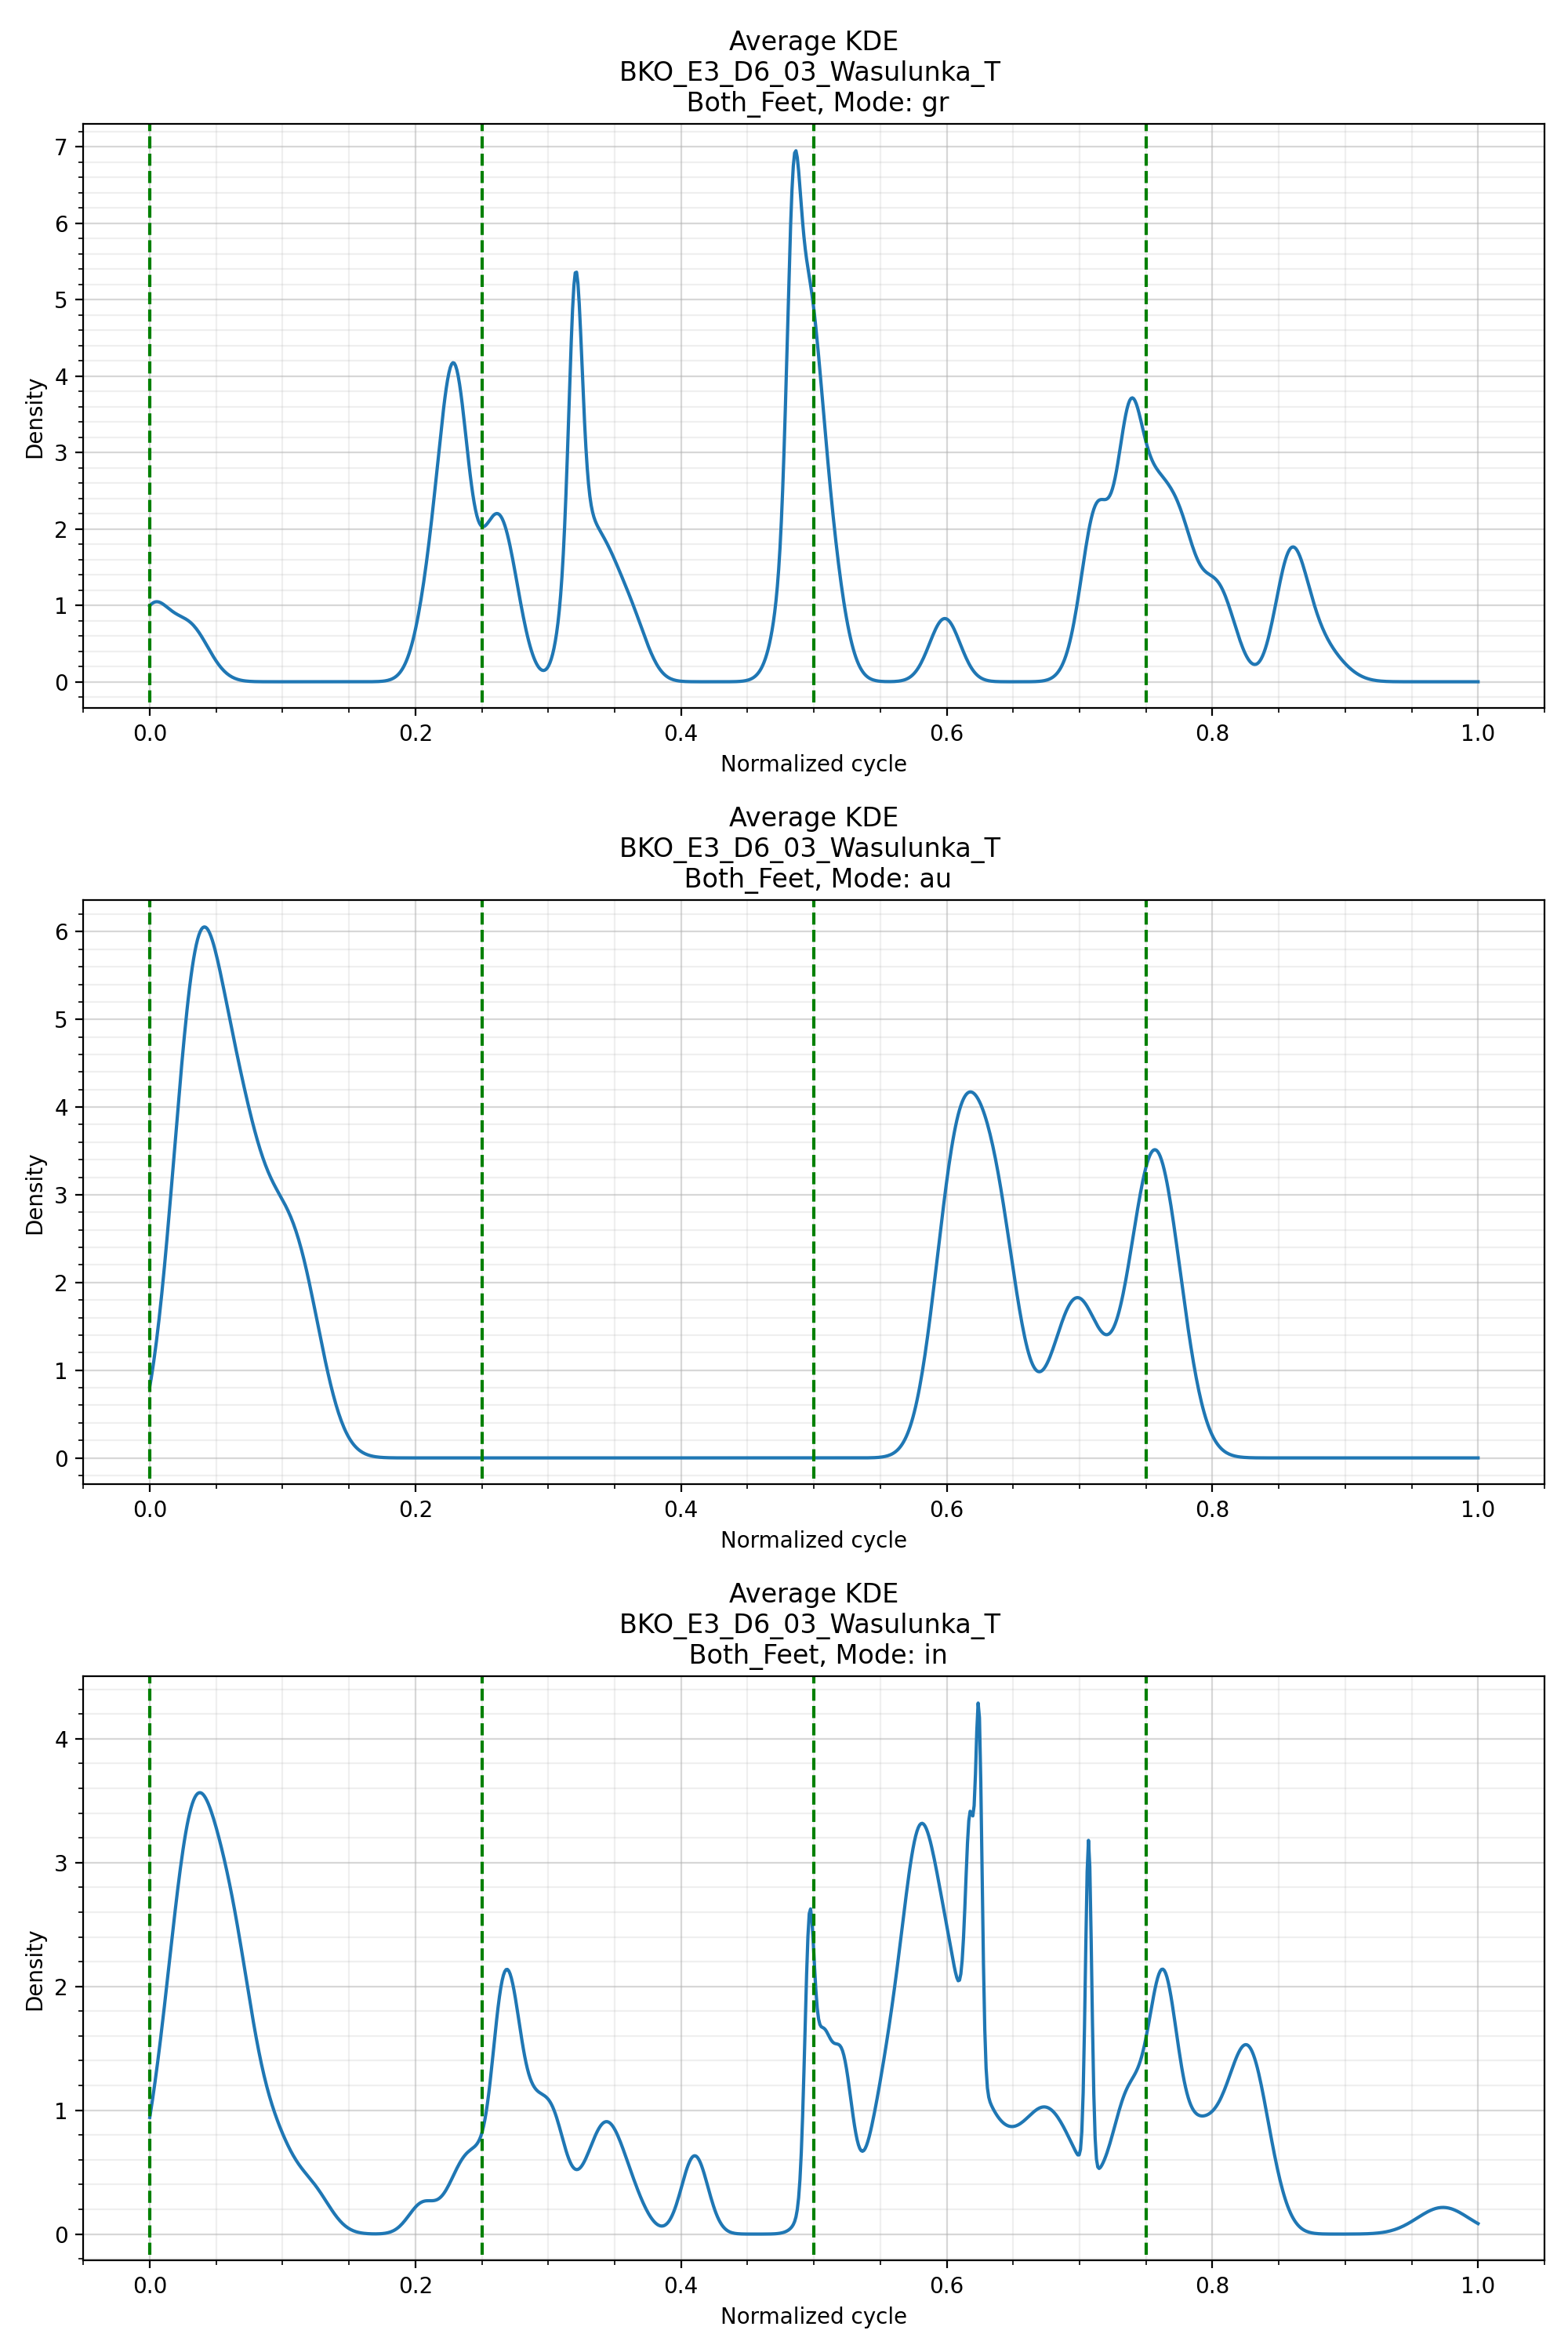 Average KDE
BKO_E3_D6_03_Wasulunka_T
Both_Feet, Mode: gr
7
6
5
4
3
2
1
0
Density
0.0 0.2 0.4 0.6 0.8 1.0
Normalized cycle
Average KDE
BKO_E3_D6_03_Wasulunka_T
Both_Feet, Mode: au
6
5
4
3
2
1
0
Density
0.0 0.2 0.4 0.6 0.8 1.0
Normalized cycle
Average KDE
BKO_E3_D6_03_Wasulunka_T
Both_Feet, Mode: in
4
3
2
1
0
Density
0.0 0.2 0.4 0.6 0.8 1.0
Normalized cycle